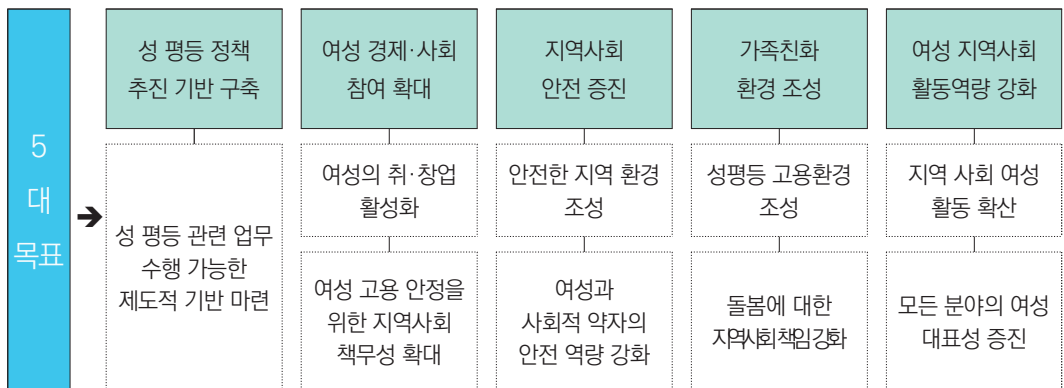 5
대
목표
➔
성 평등 정책
추진 기반 구축
성 평등 관련 업무
수행 가능한
제도적 기반 마련
여성 경제·사회
참여 확대
여성의 취·창업
활성화
여성 고용 안정을
위한 지역사회
책무성 확대
지역사회
안전 증진
안전한 지역 환경
조성
여성과
사회적 약자의
안전 역량 강화
가족친화
환경 조성
성평등 고용환경
조성
돌봄에 대한
지역사회책임강화
여성 지역사회
활동역량 강화
지역 사회 여성
활동 확산
모든 분야의 여성
대표성 증진